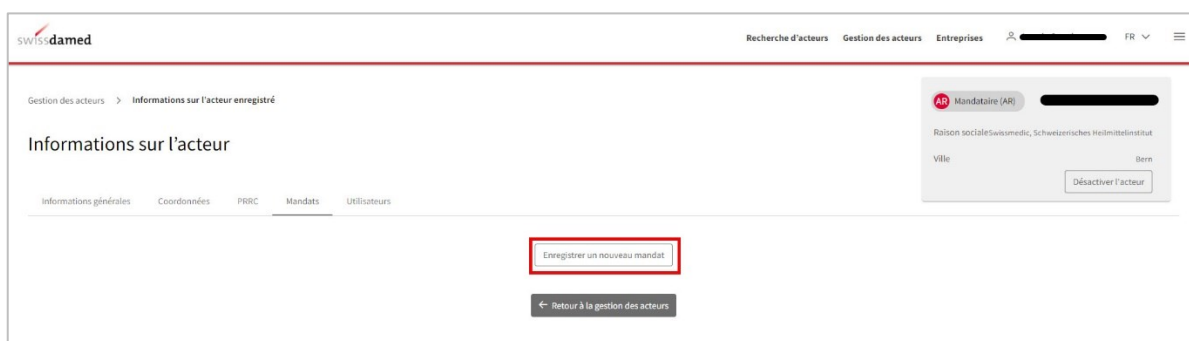 swissdamed
Recherche d'acteurs Gestion des acteurs Entreprises FR
Gestion des acteurs > Informations sur l'acteur enregistré
AR Mandataire (AR)
Informations sur l'acteur
Raison sociale Swissmedic, Schweizerisches Heilmittelinstitut
Ville Bern
Désactiver l'acteur
Informations générales Coordonnées PRRC Mandats Utilisateurs
Enregistrer un nouveau mandat
← Retour à la gestion des acteurs